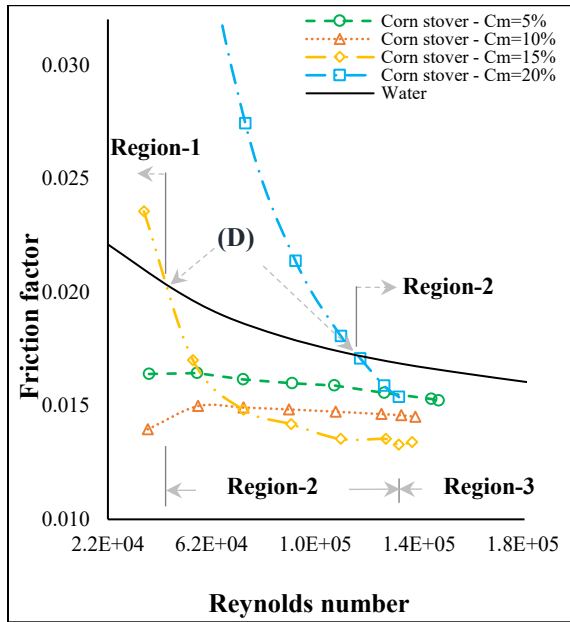 Corn stover - Cm=5%
Corn stover - Cm=10%
Corn stover - Cm=15%
Corn stover - Cm=20%
Water
0.030
Region-1
0.025
(D)
Region-2
0.020
Friction factor
0.015
Region-2
Region-3
0.010
2.2E+04
6.2E+04
1.0E+05
1.4E+05
1.8E+05
Reynolds number